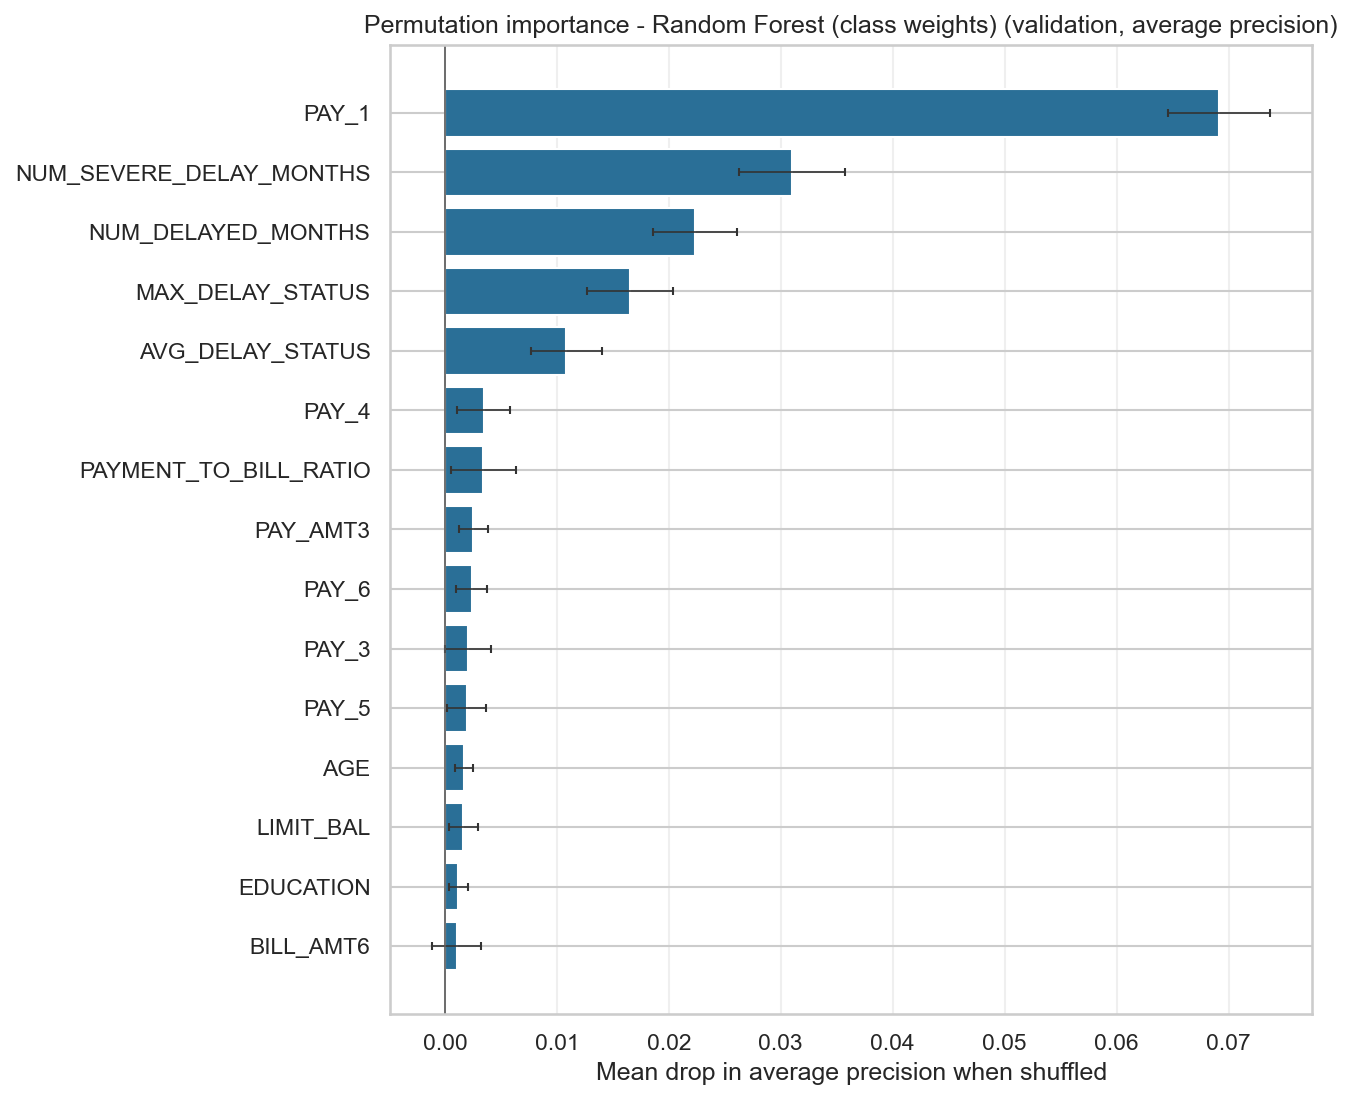 Permutation importance - Random Forest (class weights) (validation, average precision)
PAY_1
NUM_SEVERE_DELAY_MONTHS
NUM_DELAYED_MONTHS
MAX_DELAY_STATUS
AVG_DELAY_STATUS
PAY_4
PAYMENT_TO_BILL_RATIO
PAY_AMT3
PAY_6
PAY_3
PAY_5
AGE
LIMIT_BAL
EDUCATION
BILL_AMT6
0.00 0.01 0.02 0.03 0.04 0.05 0.06 0.07
Mean drop in average precision when shuffled